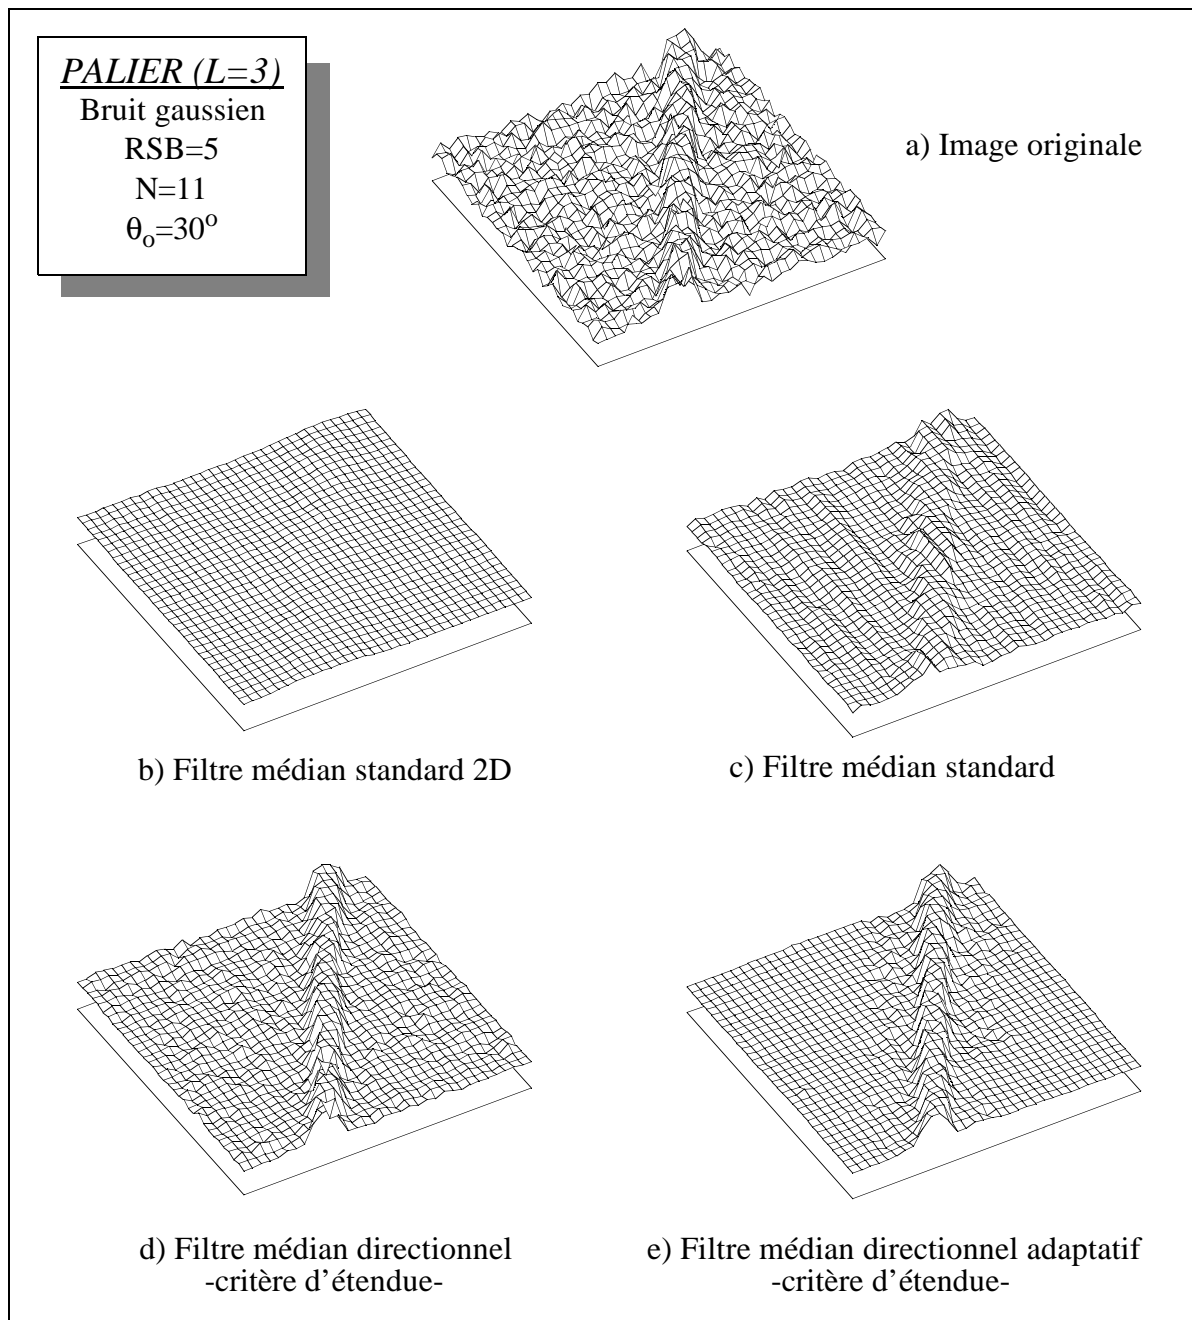 PALIER (L=3)
Bruit gaussien
RSB=5
N=11
θo=30o
a) Image originale
b) Filtre médian standard 2D
c) Filtre médian standard
d) Filtre médian directionnel
-critère d’étendue-
e) Filtre médian directionnel adaptatif
-critère d’étendue-